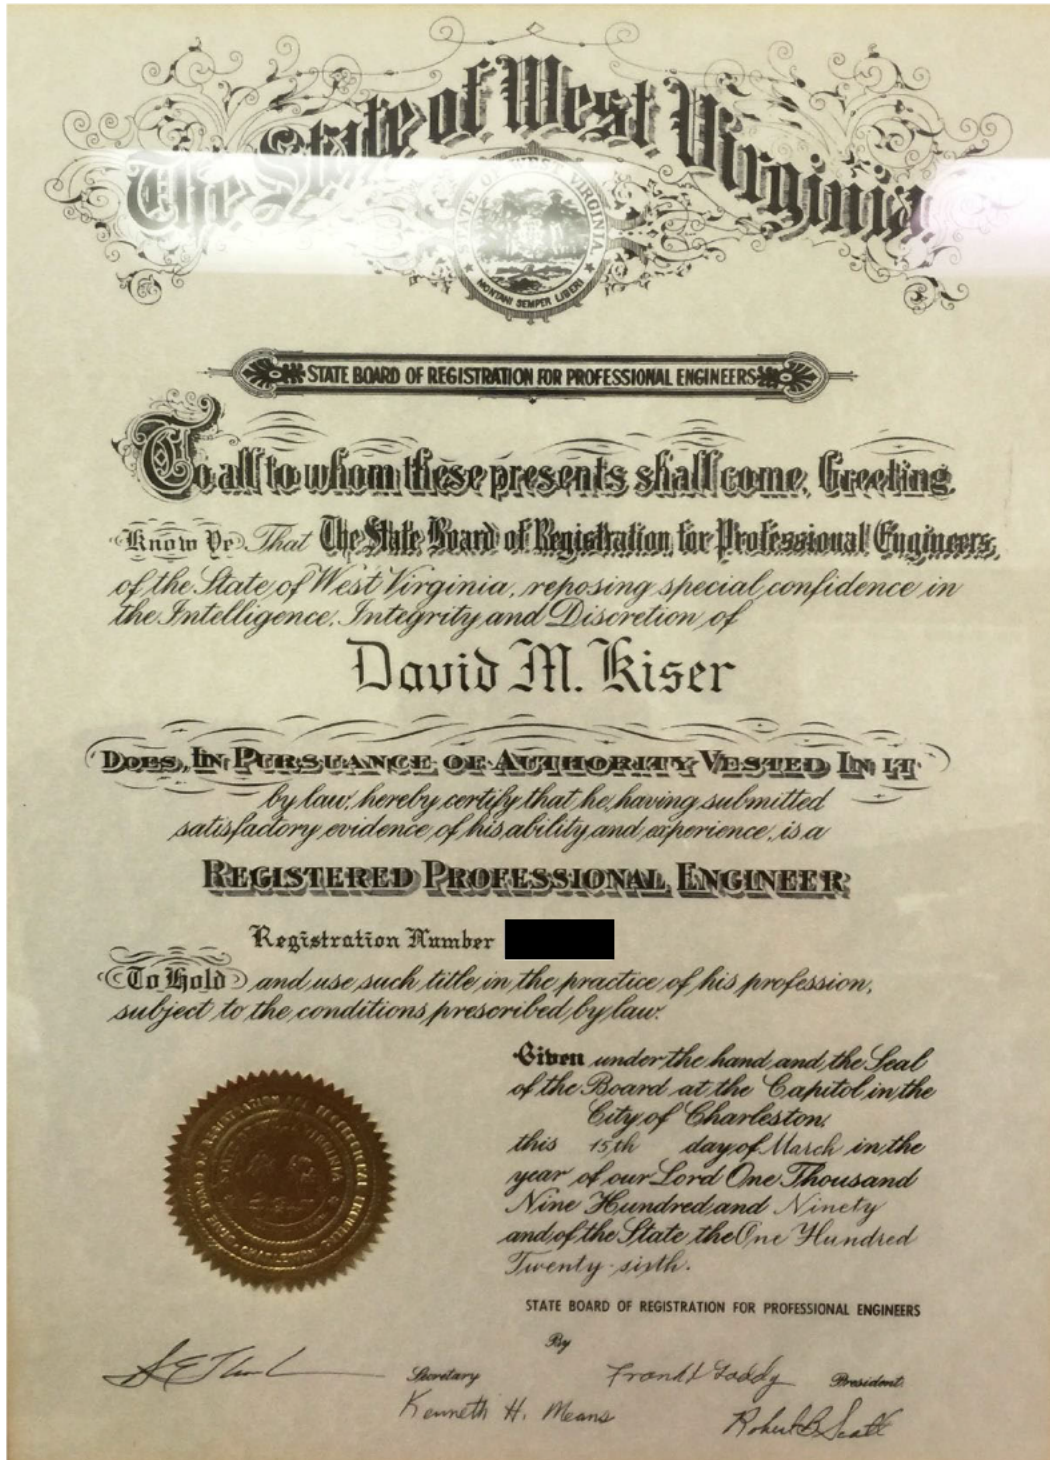 The State of West Virginia
STATE OF WEST VIRGINIA
MONTANI SEMPER LIBERI
STATE BOARD OF REGISTRATION FOR PROFESSIONAL ENGINEERS
To all to whom these presents shall come, Greeting.
Know Ye That The State Board of Registration for Professional Engineers,
of the State of West Virginia, reposing special confidence in
the Intelligence, Integrity and Discretion of
David M. Kiser
DOES, IN PURSUANCE OF AUTHORITY VESTED IN IT
by law, hereby certify that he, having submitted
satisfactory evidence of his ability and experience, is a
REGISTERED PROFESSIONAL ENGINEER
Registration Number
To Hold and use such title in the practice of his profession,
subject to the conditions prescribed by law.
Given under the hand and the Seal
of the Board at the Capitol in the
City of Charleston,
this 15th day of March in the
year of our Lord One Thousand
Nine Hundred and Ninety
and of the State the One Hundred
Twenty-sixth.
STATE BOARD OF REGISTRATION FOR PROFESSIONAL ENGINEERS
By
Secretary
President
Kenneth H. Means
Robert B. Scott